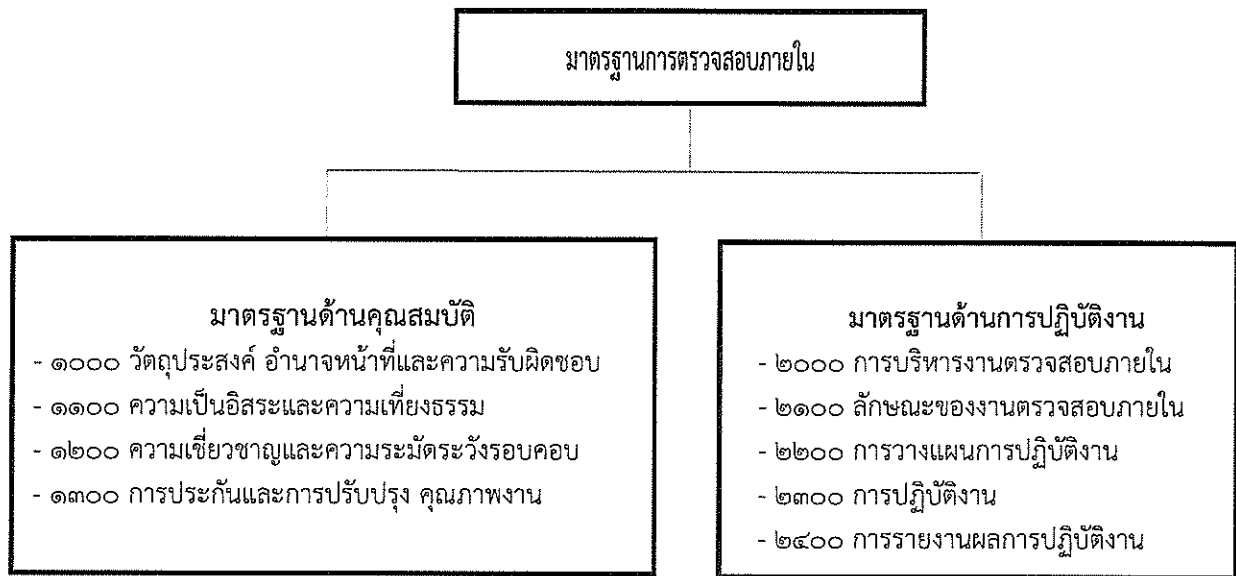 มาตรฐานการตรวจสอบภายใน
มาตรฐานด้านคุณสมบัติ
- ๑๐๐๐ วัตถุประสงค์ อำนาจหน้าที่และความรับผิดชอบ
- ๑๑๐๐ ความเป็นอิสระและความเที่ยงธรรม
- ๑๒๐๐ ความเชี่ยวชาญและความระมัดระวังรอบคอบ
- ๑๓๐๐ การประกันและการปรับปรุง คุณภาพงาน
มาตรฐานด้านการปฏิบัติงาน
- ๒๐๐๐ การบริหารงานตรวจสอบภายใน
- ๒๑๐๐ ลักษณะของงานตรวจสอบภายใน
- ๒๒๐๐ การวางแผนการปฏิบัติงาน
- ๒๓๐๐ การปฏิบัติงาน
- ๒๔๐๐ การรายงานผลการปฏิบัติงาน